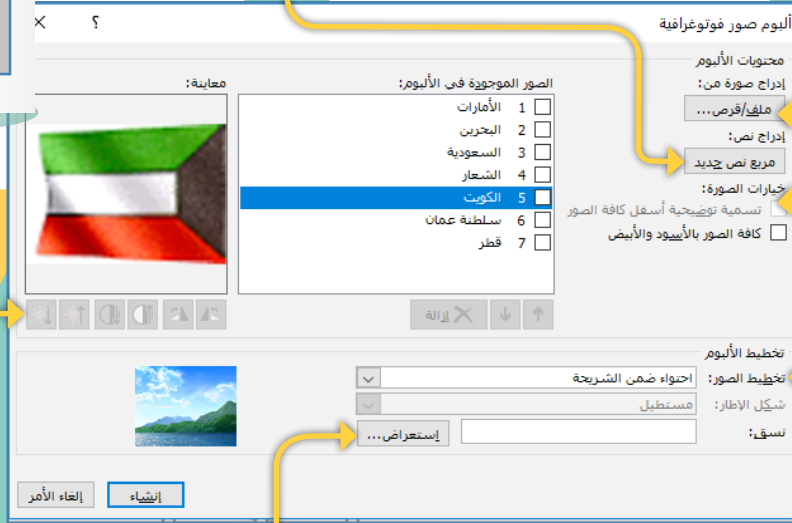 ألبوم صور فوتوغرافية
محتويات الألبوم
إدراج صورة من:
ملف/قرص...
إدراج نص:
مربع نص جديد
خيارات الصورة:
تسمية توضيحية أسفل كافة الصور
كافة الصور بالأسود والأبيض
الصور الموجودة في الألبوم:
1 الأمارات
2 البحرين
3 السعودية
4 الشعار
5 الكويت
6 سلطنة عمان
7 قطر
إزالة
معاينة:
تخطيط الألبوم
تخطيط الصور: احتواء ضمن الشريحة
شكل الإطار: مستطيل
نسق: إستعراض...
إنشاء إلغاء الأمر